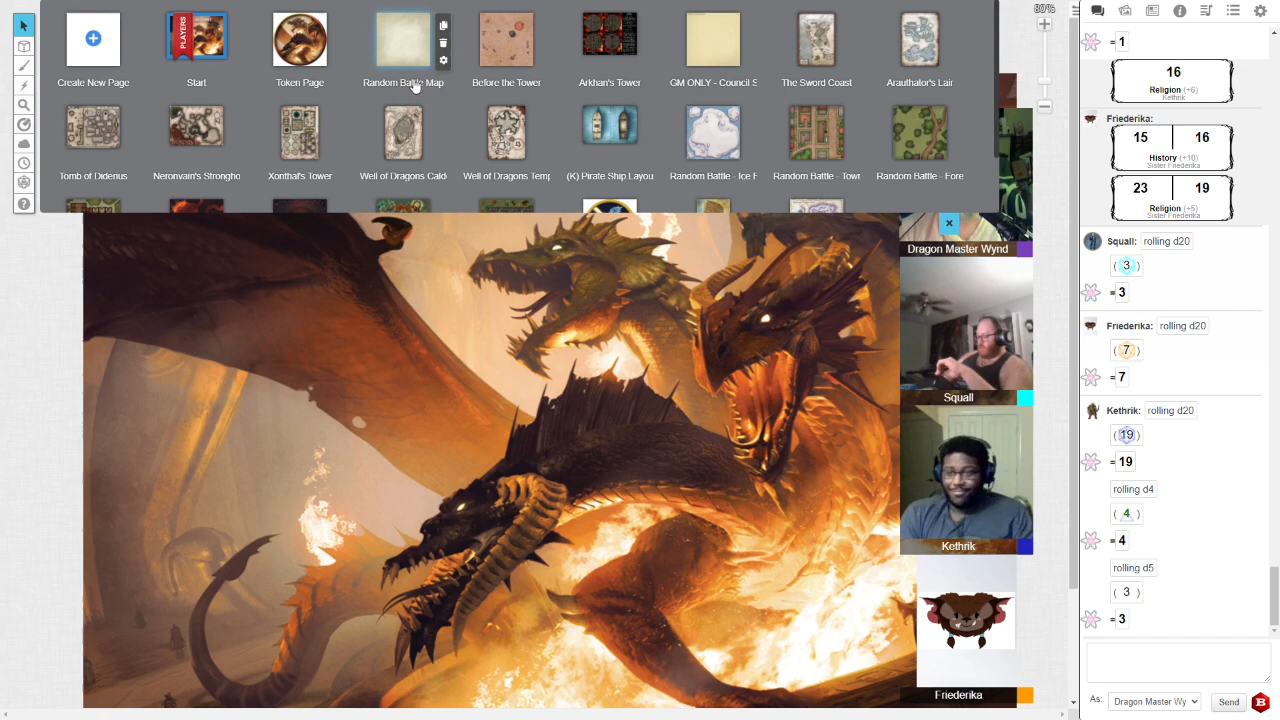 80%
PLAYERS
Create New Page
Start
Token Page
Random Battle Map
Before the Tower
Arkhan's Tower
GM ONLY - Council S
The Sword Coast
Arauthator's Lair
Tomb of Diderius
Neronvain's Strongho
Xonthal's Tower
Well of Dragons Cald
Well of Dragons Temp
(K) Pirate Ship Layou
Random Battle - Ice F
Random Battle - Town
Random Battle - Fore
Dragon Master Wynd
Squall
Kethrik
Friederika
= 1
16
Religion (+6)
Kethrik
Friederika:
15 16
History (+10)
Sister Friederika
23 19
Religion (+5)
Sister Friederika
Squall: rolling d20
( 3 )
= 3
Friederika: rolling d20
( 7 )
= 7
Kethrik: rolling d20
( 19 )
= 19
rolling d4
( 4 )
= 4
rolling d5
( 3 )
= 3
As: Dragon Master Wy Send